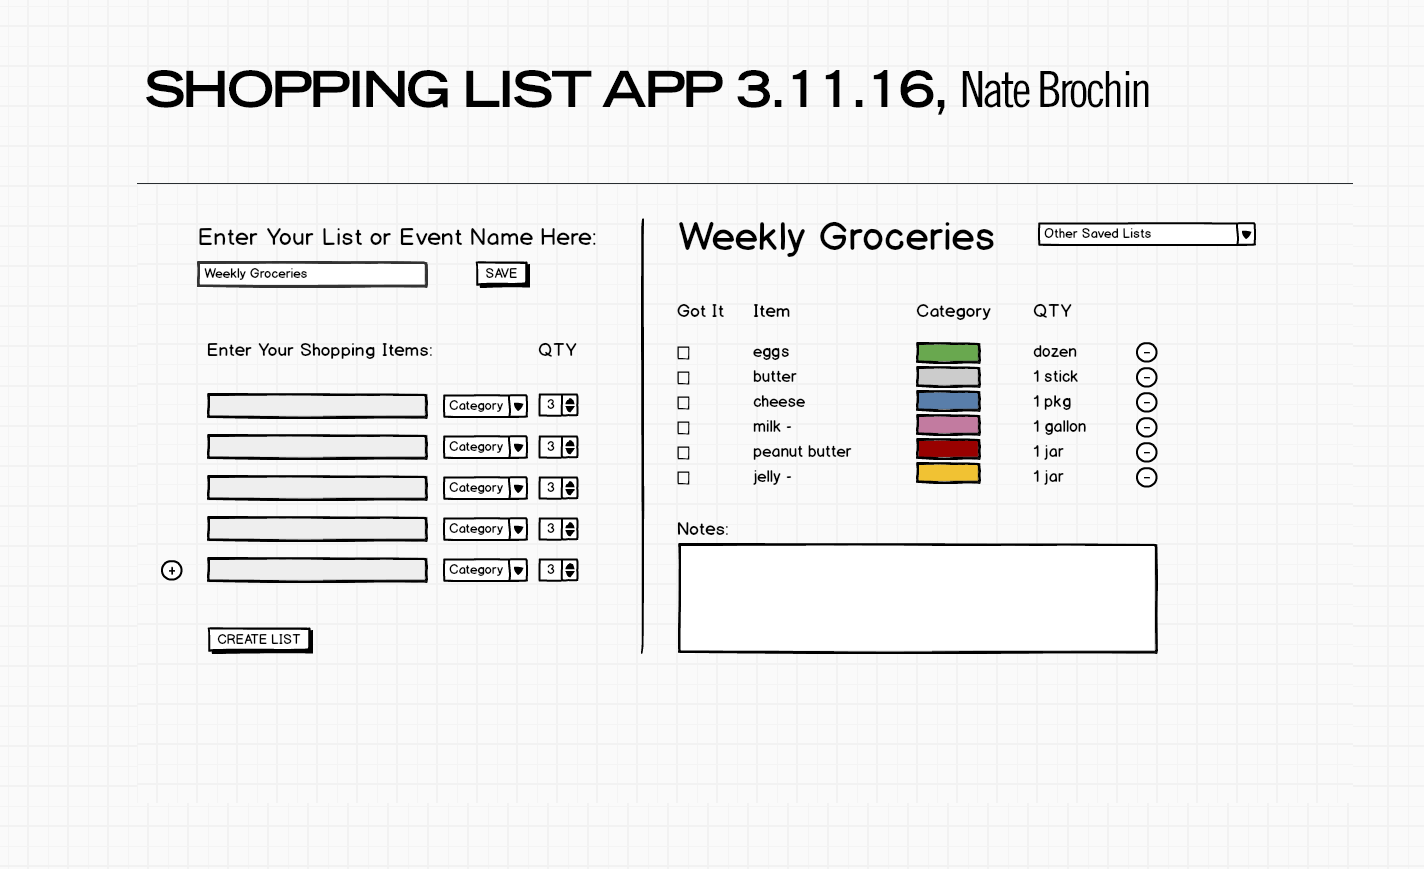 SHOPPING LIST APP 3.11.16, Nate Brochin
Enter Your List or Event Name Here:
Weekly Groceries
SAVE
Enter Your Shopping Items:
QTY
Category
3
Category
3
Category
3
Category
3
+
Category
3
CREATE LIST
Weekly Groceries
Other Saved Lists
Got It Item Category QTY
eggs dozen -
butter 1 stick -
cheese 1 pkg -
milk - 1 gallon -
peanut butter 1 jar -
jelly - 1 jar -
Notes: